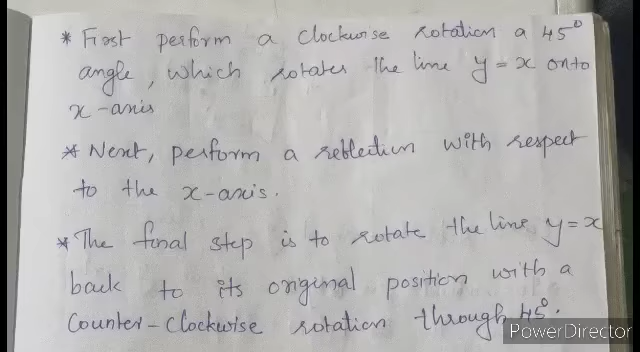 * First perform a clockwise rotation a 45°
angle, which rotates the line y = x onto
x-axis
* Next, perform a reflection with respect
to the x-axis.
* The final step is to rotate the line y = x
back to its original position with a
Counter-clockwise rotation through 45°.
PowerDirector